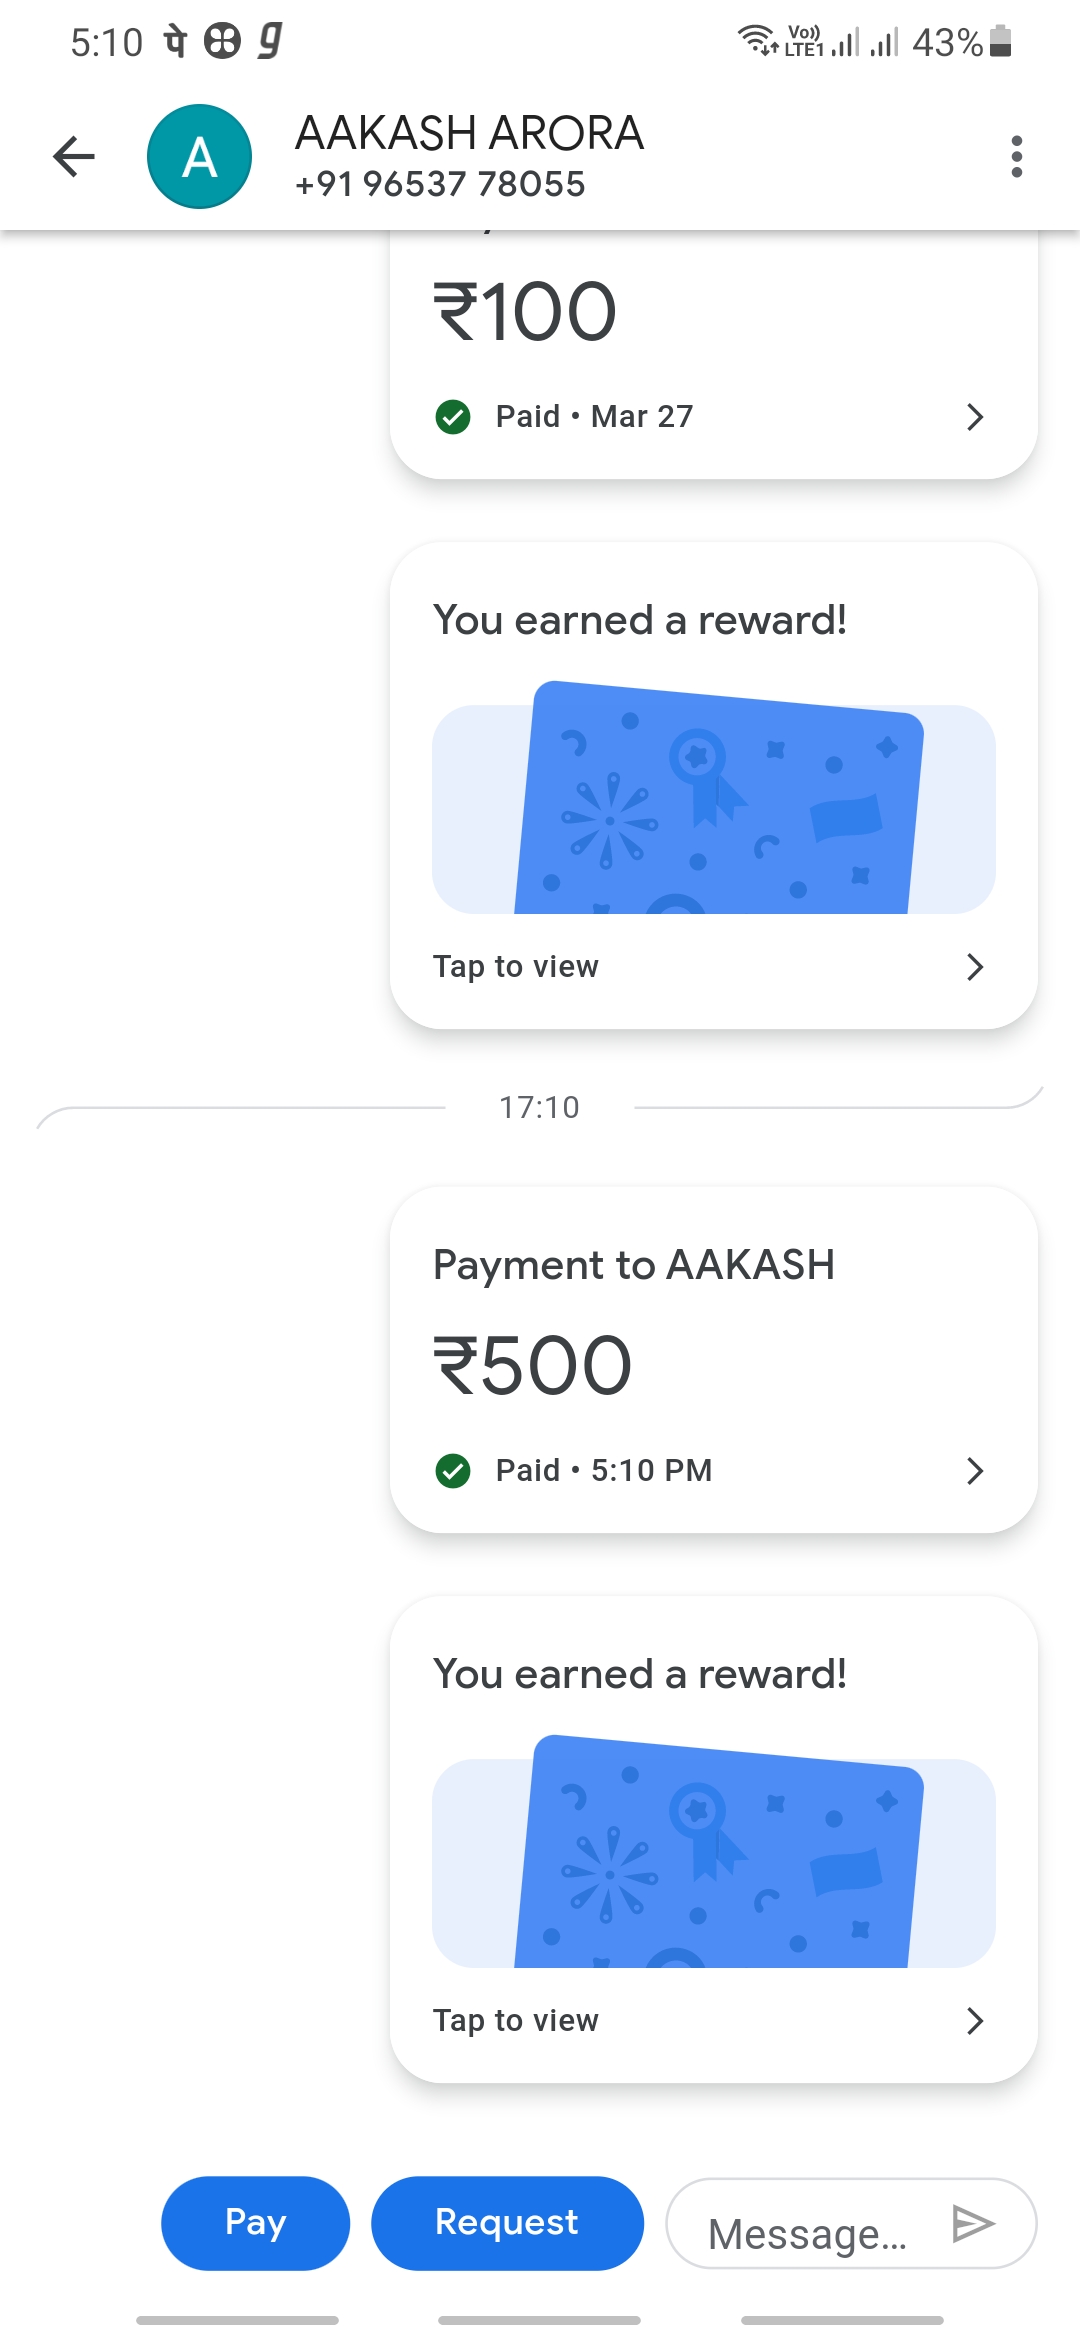 5:10 पे g Vo)) LTE1 43%
AAKASH ARORA
+91 96537 78055
₹100
Paid • Mar 27
You earned a reward!
Tap to view
17:10
Payment to AAKASH
₹500
Paid • 5:10 PM
You earned a reward!
Tap to view
Pay Request Message...